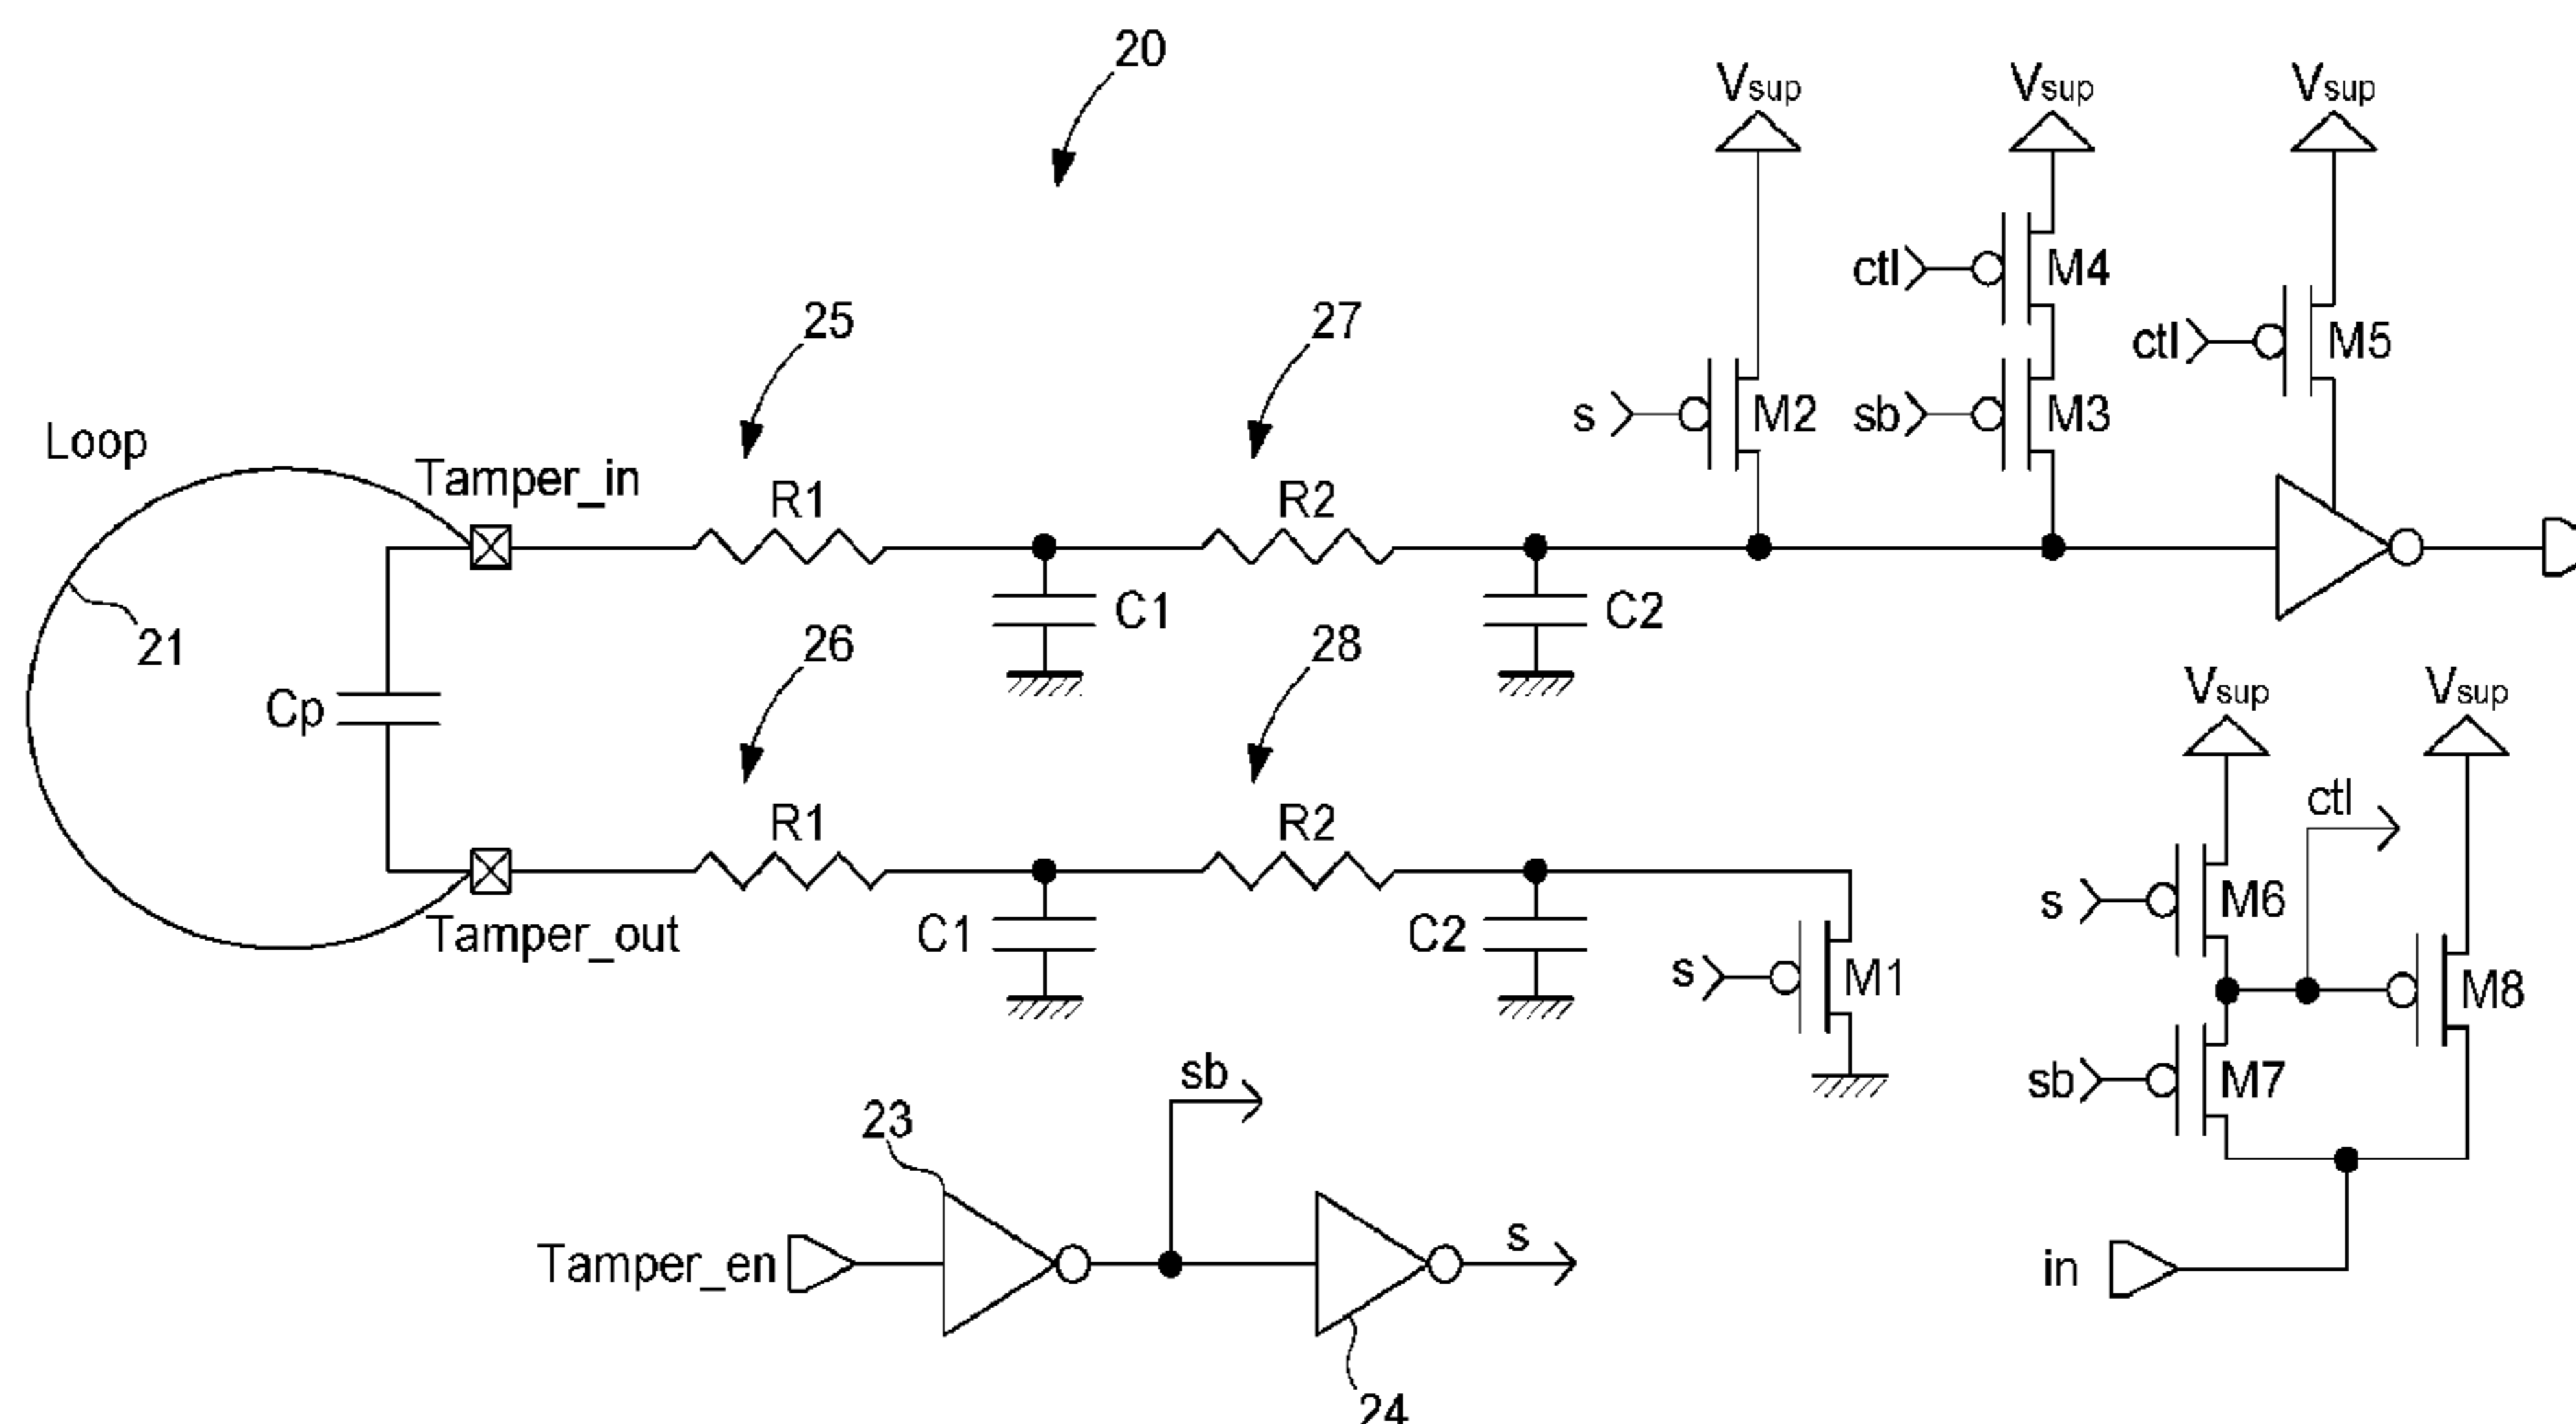 20
Vsup Vsup Vsup
ctl M4
25 27
ctl M5
s M2 sb M3
Loop
Tamper_in
R1 R2
21
C1 C2
26 28
Cp
Vsup Vsup
ctl
R1 R2
s M6
Tamper_out
C1 C2
s M1
M8
sb
sb M7
23
Tamper_en
s
in
24